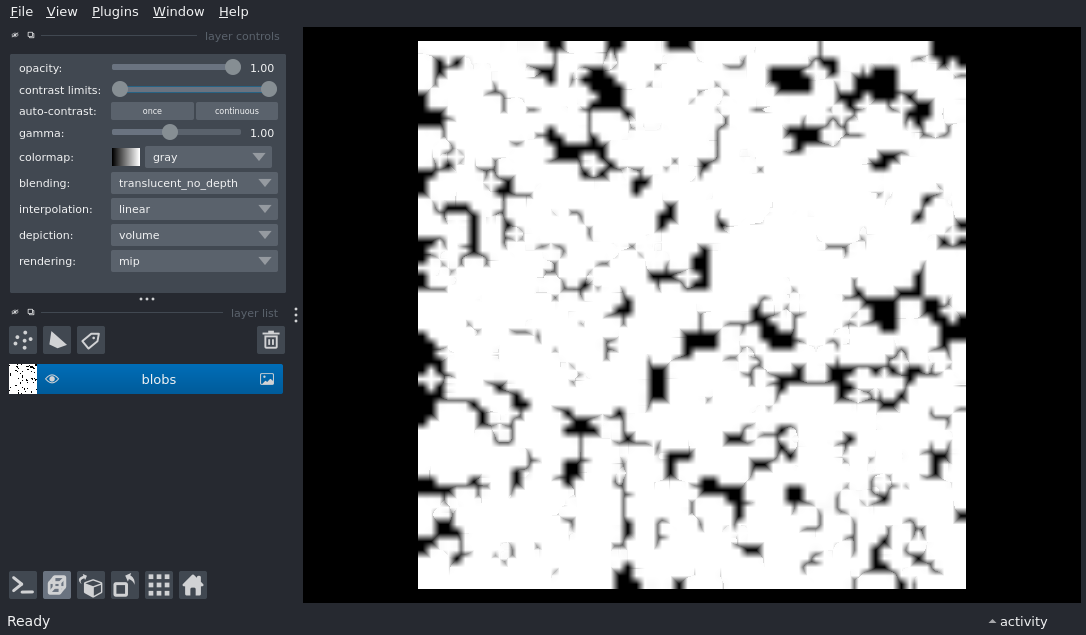 File View Plugins Window Help
layer controls
opacity: 1.00
contrast limits:
auto-contrast: once continuous
gamma: 1.00
colormap: gray
blending: translucent_no_depth
interpolation: linear
depiction: volume
rendering: mip
layer list
blobs
Ready activity